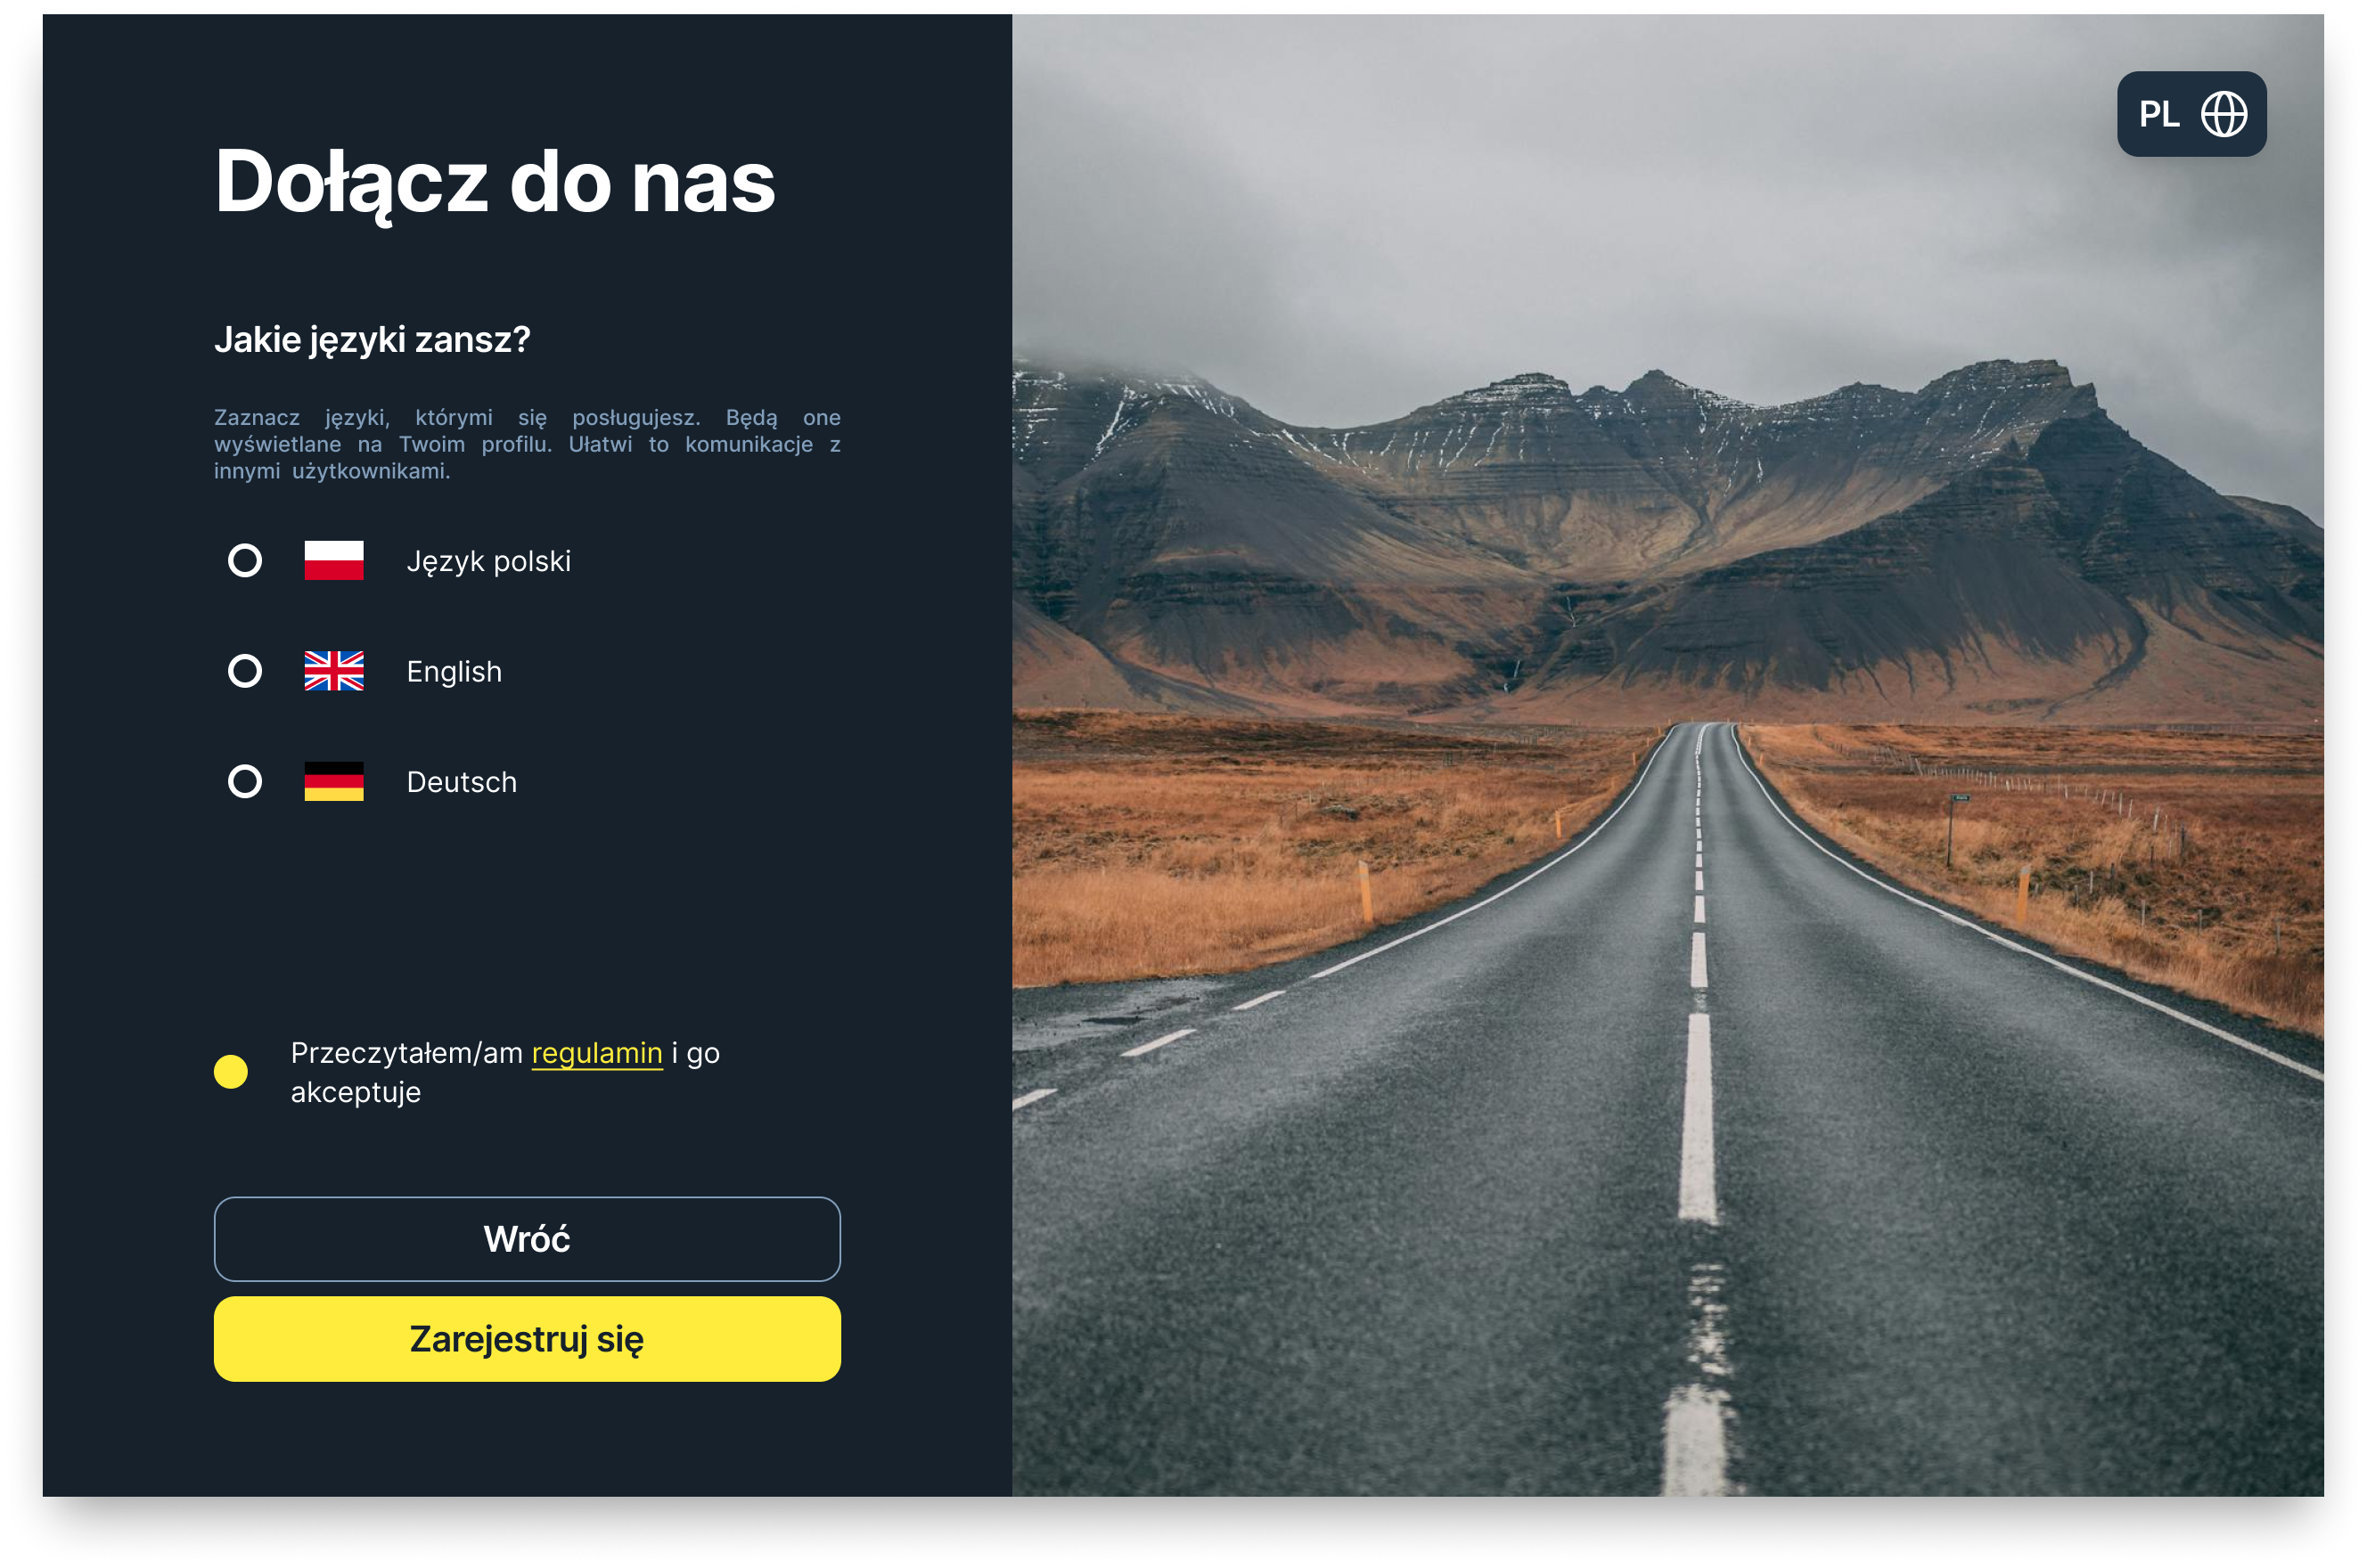 Dołącz do nas
PL
Jakie języki zansz?
Zaznacz języki, którymi się posługujesz. Będą one
wyświetlane na Twoim profilu. Ułatwi to komunikacje z
innymi użytkownikami.
Język polski
English
Deutsch
Przeczytałem/am regulamin i go
akceptuje
Wróć
Zarejestruj się